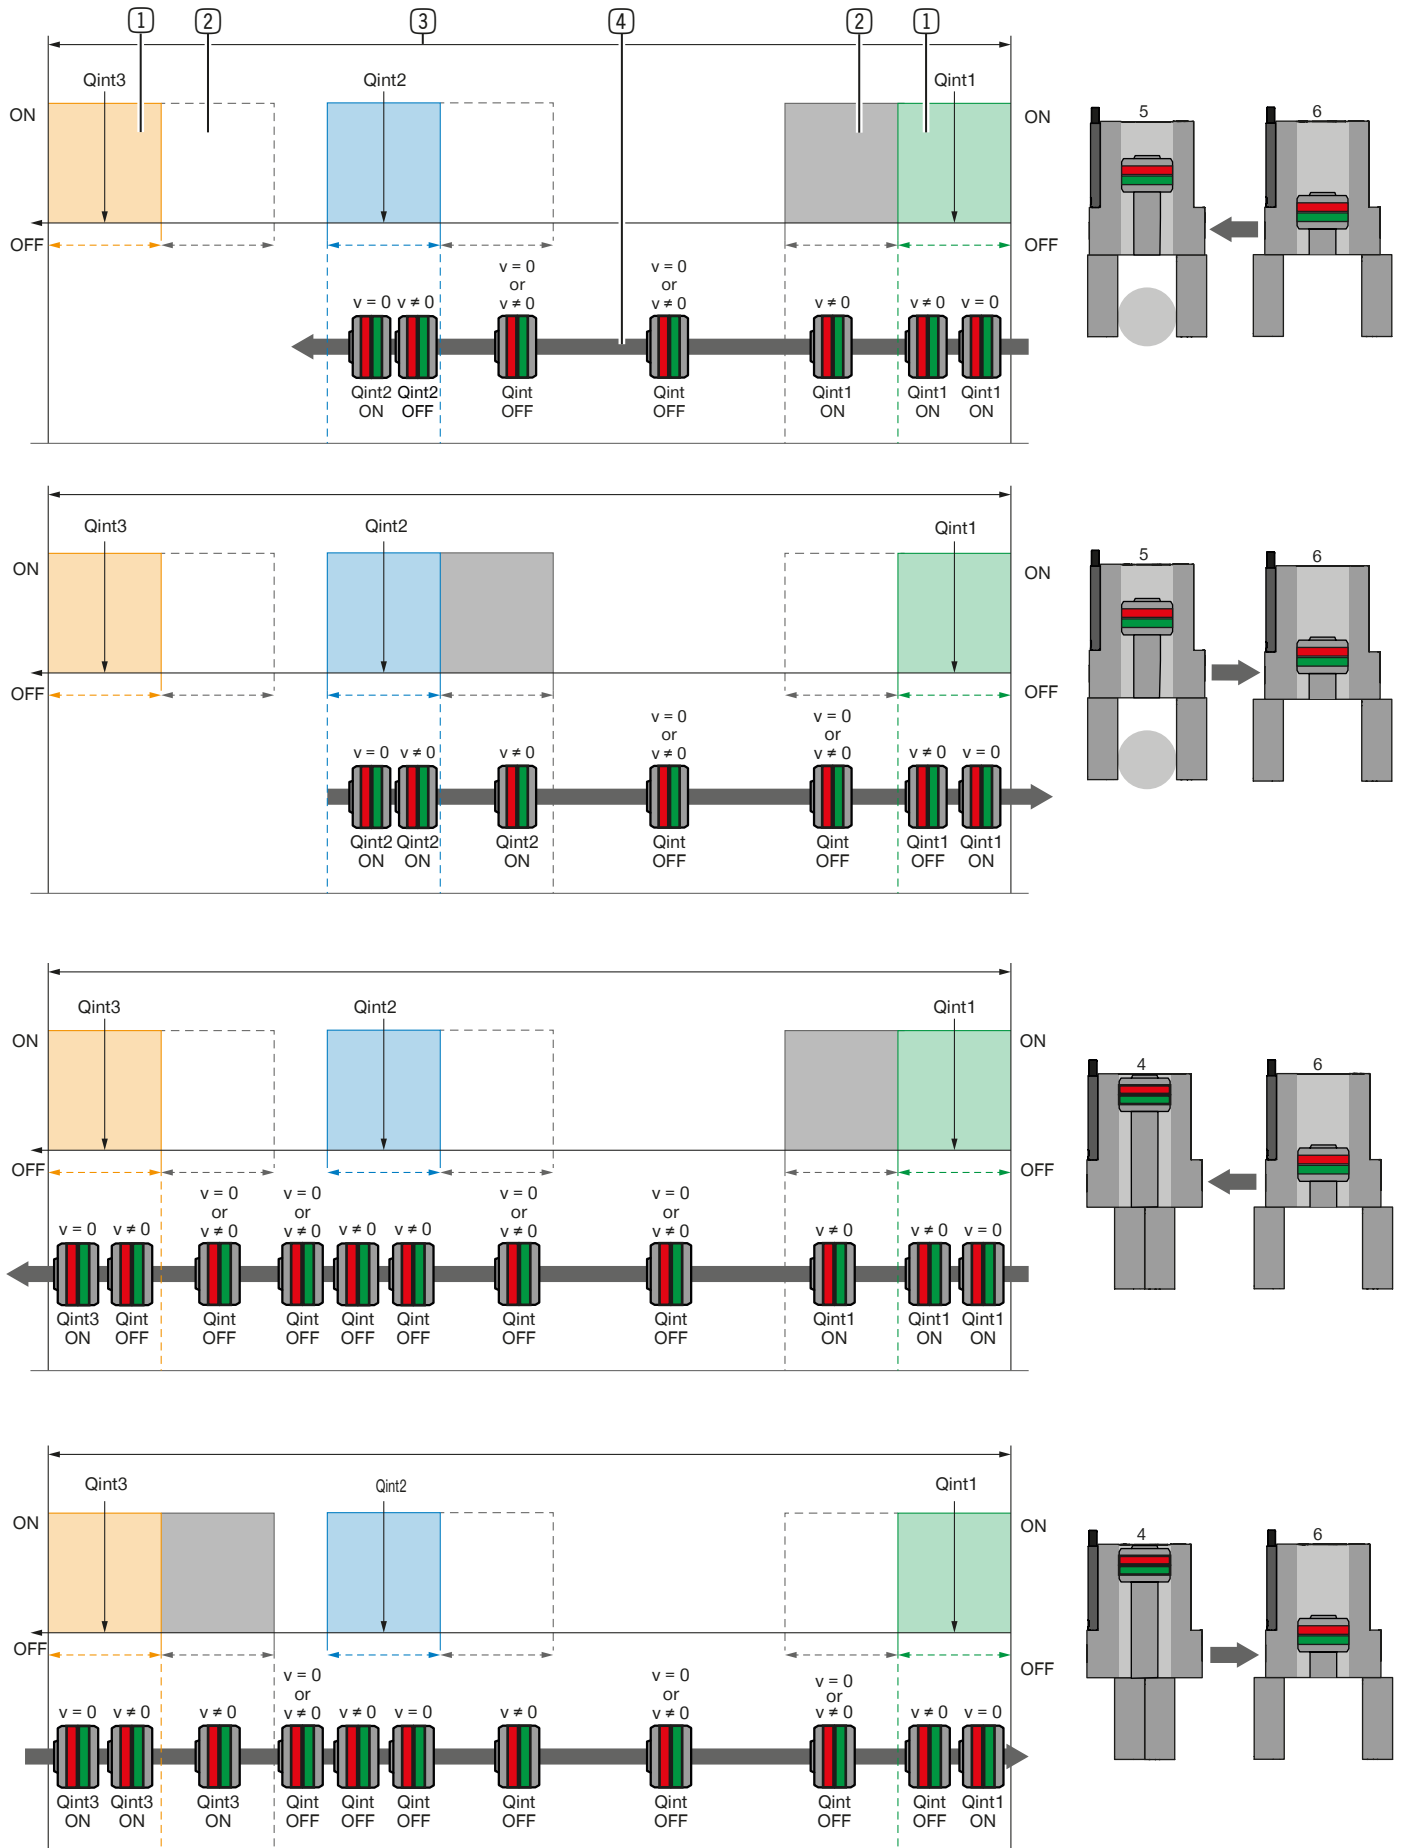 1 2 3 4 2 1
Qint3 Qint2 Qint1
ON ON 5 6
OFF OFF
v = 0 v = 0
or or
v = 0 v ≠ 0 v ≠ 0 v ≠ 0 v ≠ 0 v ≠ 0 v = 0
Qint2 Qint2 Qint Qint Qint1 Qint1 Qint1
ON OFF OFF OFF ON ON ON
Qint3 Qint2 Qint1
ON ON 5 6
OFF OFF
v = 0 v = 0
or or
v = 0 v ≠ 0 v ≠ 0 v ≠ 0 v ≠ 0 v ≠ 0 v = 0
Qint2 Qint2 Qint2 Qint Qint Qint1 Qint1
ON ON ON OFF OFF OFF ON
Qint3 Qint2 Qint1
ON ON 4 6
OFF OFF
v = 0 v = 0 v = 0 v = 0
or or or or
v = 0 v ≠ 0 v ≠ 0 v ≠ 0 v ≠ 0 v ≠ 0 v ≠ 0 v ≠ 0 v ≠ 0 v ≠ 0 v = 0
Qint3 Qint Qint Qint Qint Qint Qint Qint Qint1 Qint1 Qint1
ON OFF OFF OFF OFF OFF OFF OFF ON ON ON
Qint3 Qint2 Qint1
ON ON 4 6
OFF OFF
v = 0 v = 0 v = 0
or or or
v = 0 v ≠ 0 v ≠ 0 v ≠ 0 v ≠ 0 v = 0 v ≠ 0 v ≠ 0 v ≠ 0 v ≠ 0 v = 0
Qint3 Qint3 Qint3 Qint Qint Qint Qint Qint Qint Qint Qint1
ON ON ON OFF OFF OFF OFF OFF OFF OFF ON